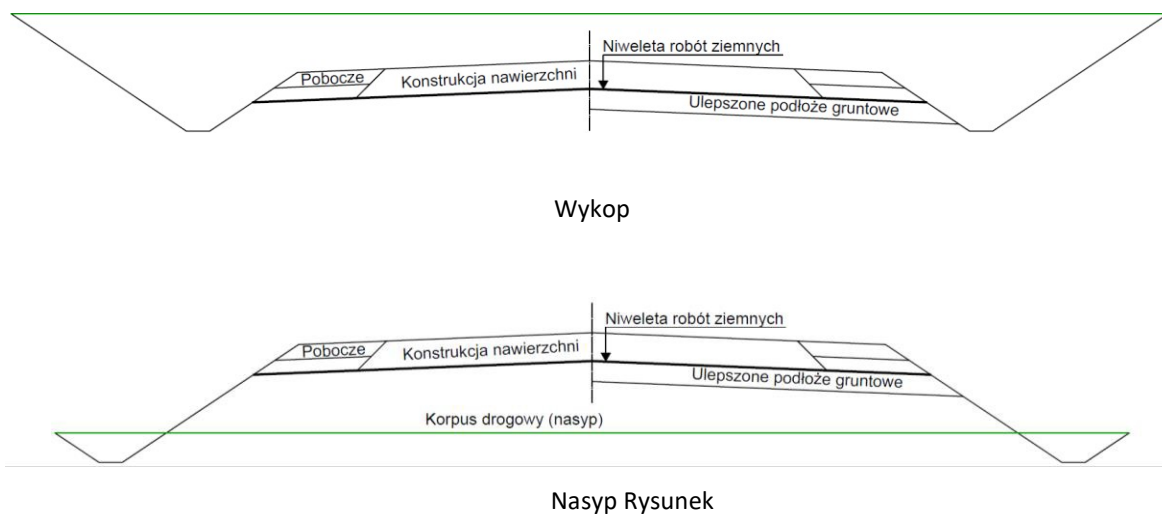 Niweleta robót ziemnych
Pobocze
Konstrukcja nawierzchni
Ulepszone podłoże gruntowe
Wykop
Niweleta robót ziemnych
Pobocze
Konstrukcja nawierzchni
Ulepszone podłoże gruntowe
Korpus drogowy (nasyp)
Nasyp Rysunek